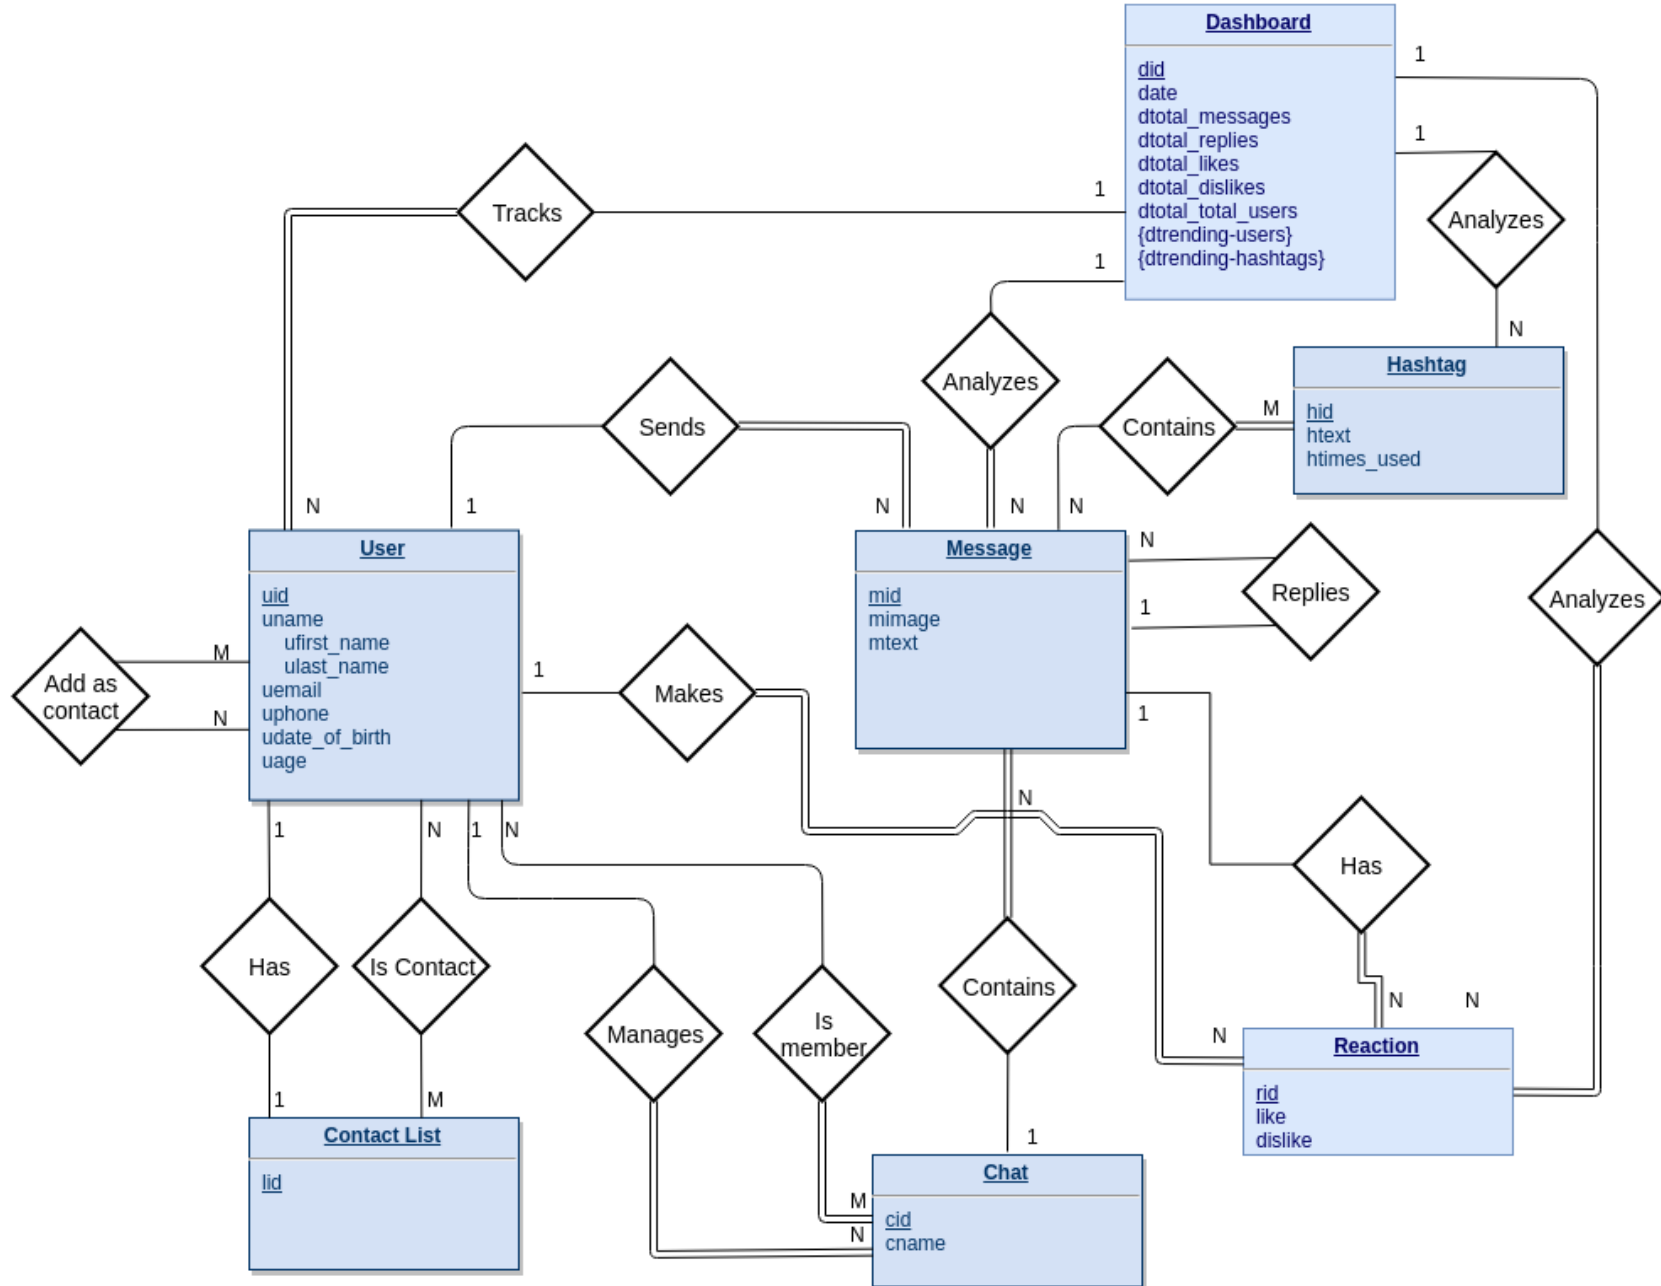 Dashboard
did
date
dtotal_messages
dtotal_replies
dtotal_likes
dtotal_dislikes
dtotal_total_users
{dtrending-users}
{dtrending-hashtags}
1
1
1
1
Tracks
Analyzes
N
Hashtag
hid
htext
htimes_used
Analyzes
Contains
M
Sends
N
1
N
N
N
User
uid
uname
ufirst_name
ulast_name
uemail
uphone
udate_of_birth
uage
Message
mid
mimage
mtext
N
1
Replies
Analyzes
Add as
contact
M
N
1
Makes
1
N
Has
1
N
1
N
Has
Is Contact
Manages
Is
member
Contains
N
N
N
1
M
1
M
N
Contact List
lid
Chat
cid
cname
Reaction
rid
like
dislike